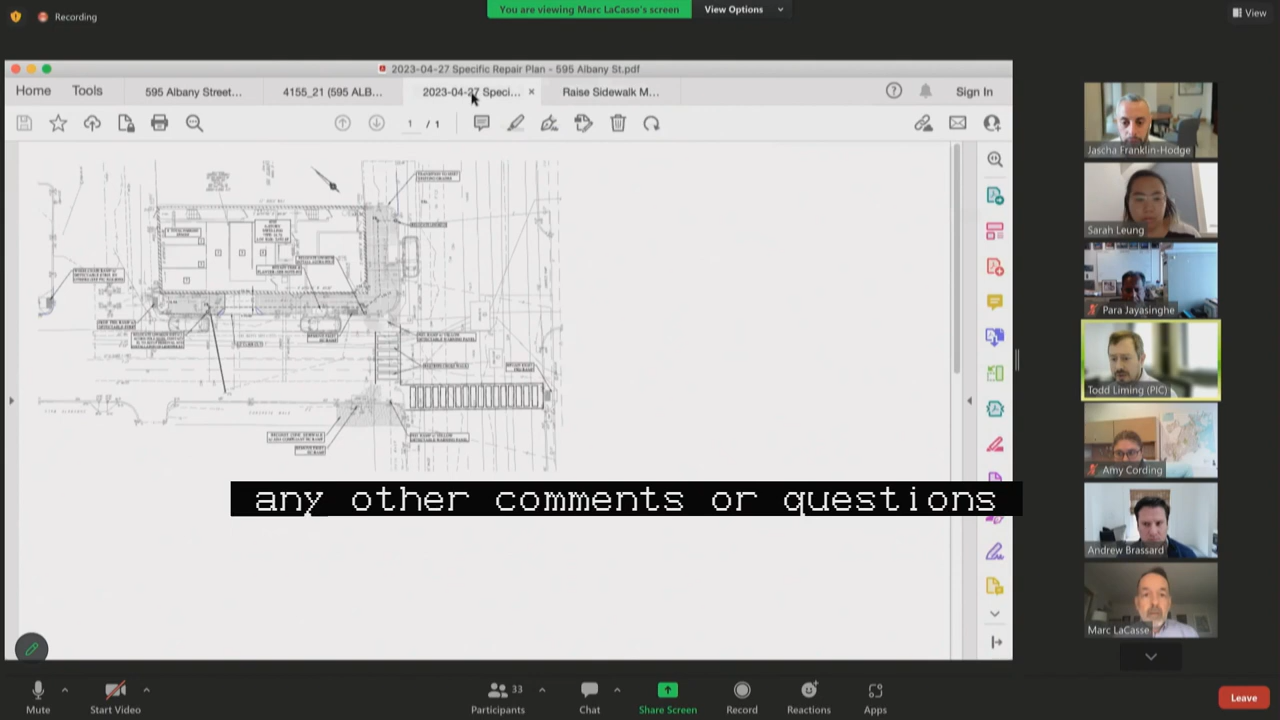 Recording
You are viewing Marc LaCasse's screen
View Options
View
2023-04-27 Specific Repair Plan - 595 Albany St.pdf
Home
Tools
595 Albany Street...
4155_21 (595 ALB...
2023-04-27 Speci...
Raise Sidewalk M...
Sign In
1 / 1
Jascha Franklin-Hodge
Sarah Leung
Para Jayasinghe
Todd Liming (PIC)
Amy Cording
Andrew Brassard
Marc LaCasse
any other comments or questions
Mute
Start Video
Participants
33
Chat
Share Screen
Record
Reactions
Apps
Leave